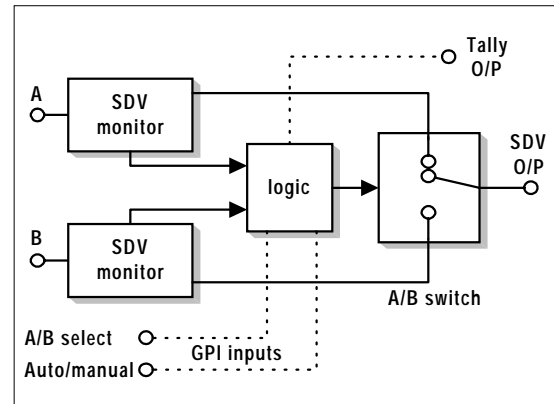 Tally
O/P
A
SDV
monitor
SDV
O/P
logic
B
SDV
monitor
A/B switch
A/B select
GPI inputs
Auto/manual